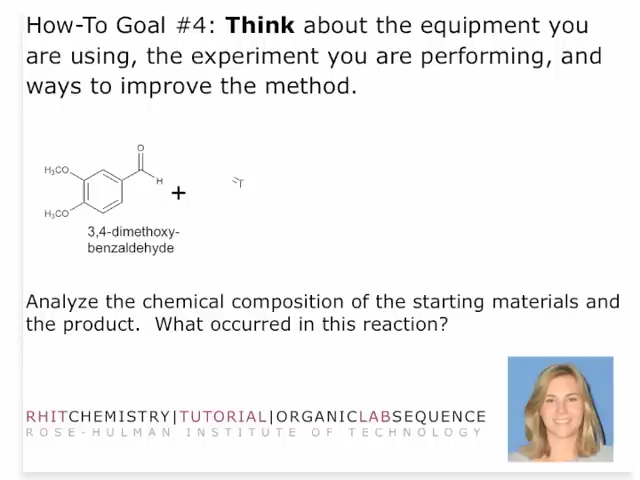 How-To Goal #4: Think about the equipment you
are using, the experiment you are performing, and
ways to improve the method.
O
H₃CO
H
+
H₃CO
3,4-dimethoxy-
benzaldehyde
Analyze the chemical composition of the starting materials and
the product. What occurred in this reaction?
RHITCHEMISTRY|TUTORIAL|ORGANICLABSEQUENCE
ROSE-HULMAN INSTITUTE OF TECHNOLOGY